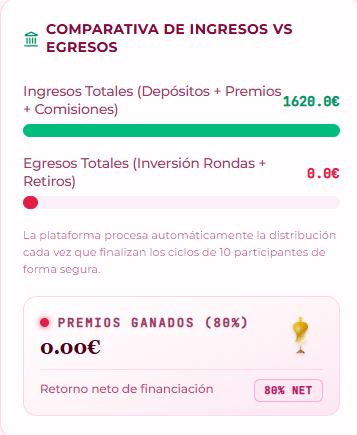 COMPARATIVA DE INGRESOS VS
EGRESOS
Ingresos Totales (Depósitos + Premios
+ Comisiones)
1620.0€
Egresos Totales (Inversión Rondas +
Retiros)
0.0€
La plataforma procesa automáticamente la distribución
cada vez que finalizan los ciclos de 10 participantes de
forma segura.
PREMIOS GANADOS (80%)
0.00€
Retorno neto de financiación
80% NET